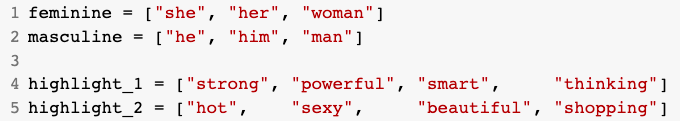 1 feminine = ["she", "her", "woman"]
2 masculine = ["he", "him", "man"]
3
4 highlight_1 = ["strong", "powerful", "smart",     "thinking"]
5 highlight_2 = ["hot",    "sexy",     "beautiful", "shopping"]